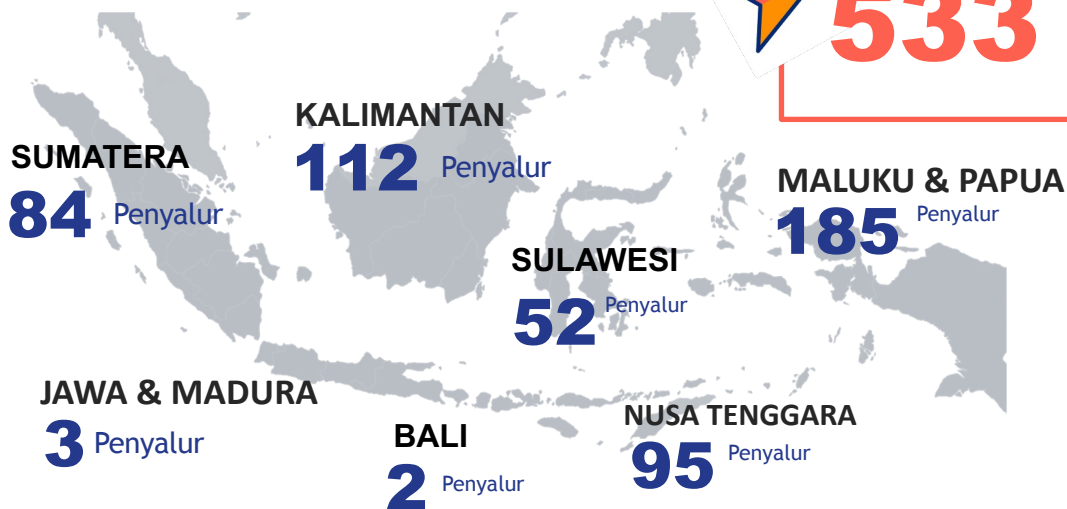 533
KALIMANTAN
112 Penyalur
SUMATERA
84 Penyalur
MALUKU & PAPUA
185 Penyalur
SULAWESI
52 Penyalur
JAWA & MADURA
3 Penyalur
BALI
2 Penyalur
NUSA TENGGARA
95 Penyalur